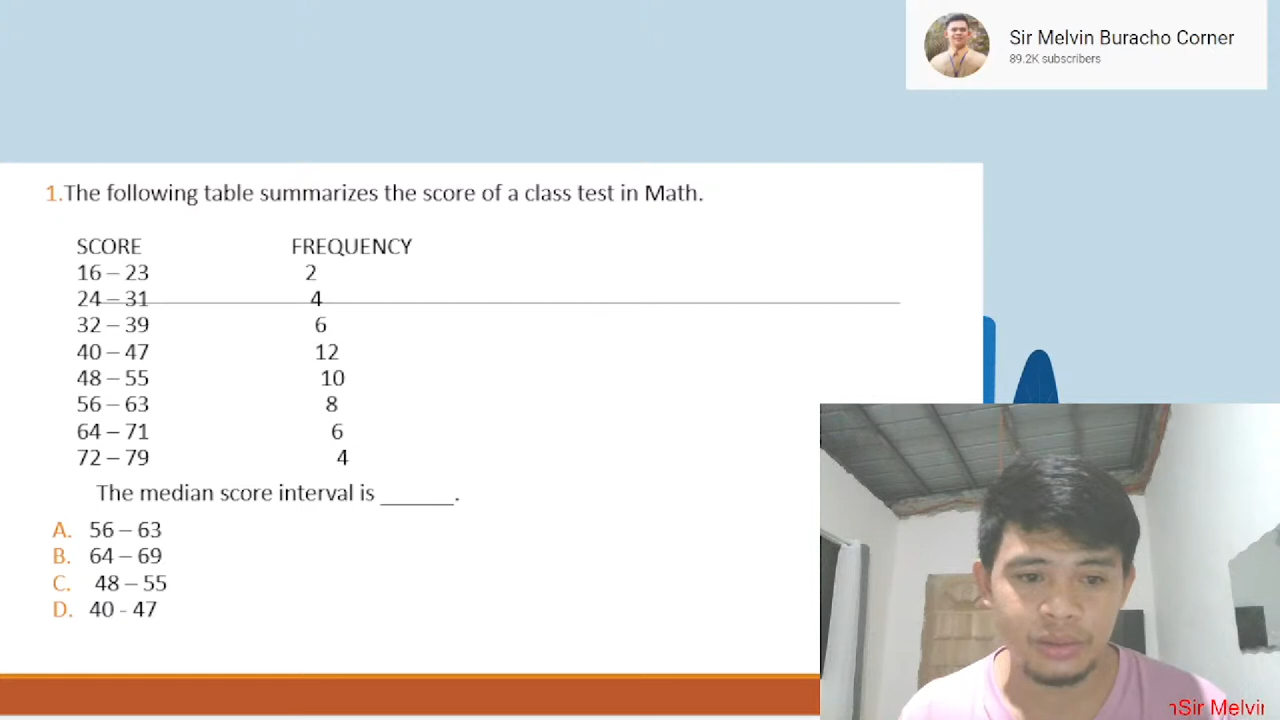 Sir Melvin Buracho Corner
89.2K subscribers
1.The following table summarizes the score of a class test in Math.
SCORE FREQUENCY
16 – 23 2
24 – 31 4
32 – 39 6
40 – 47 12
48 – 55 10
56 – 63 8
64 – 71 6
72 – 79 4
The median score interval is ______.
A. 56 – 63
B. 64 – 69
C. 48 – 55
D. 40 - 47
Sir Melvin